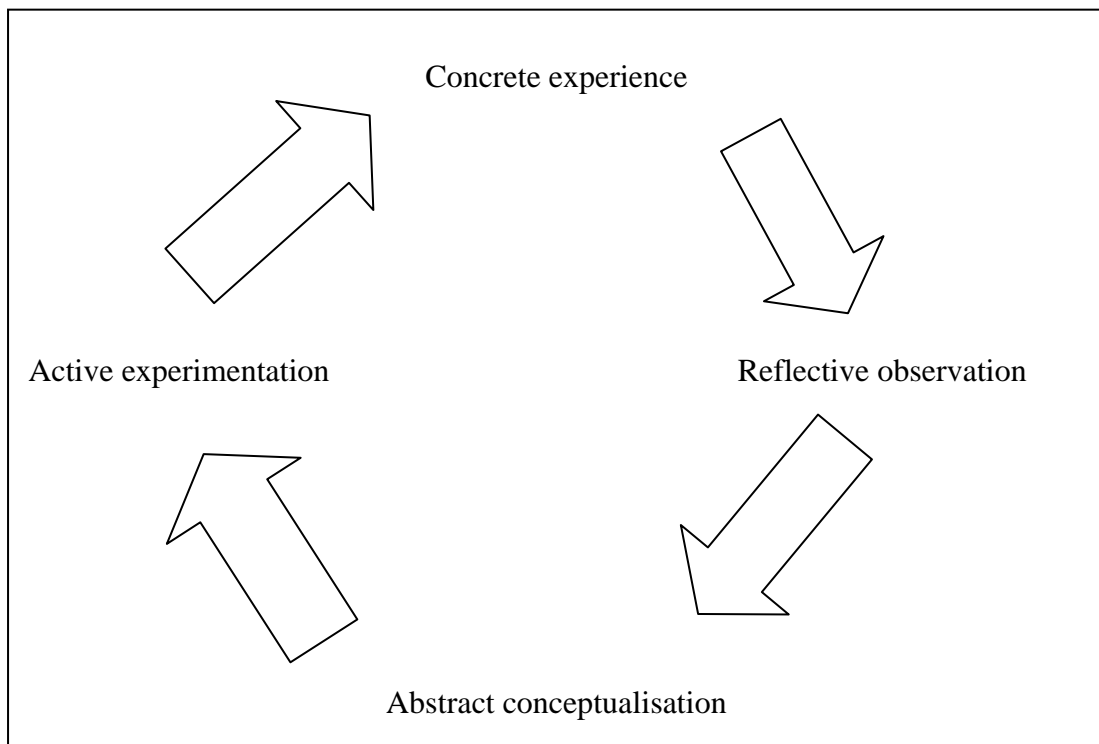 Concrete experience
Active experimentation
Reflective observation
Abstract conceptualisation